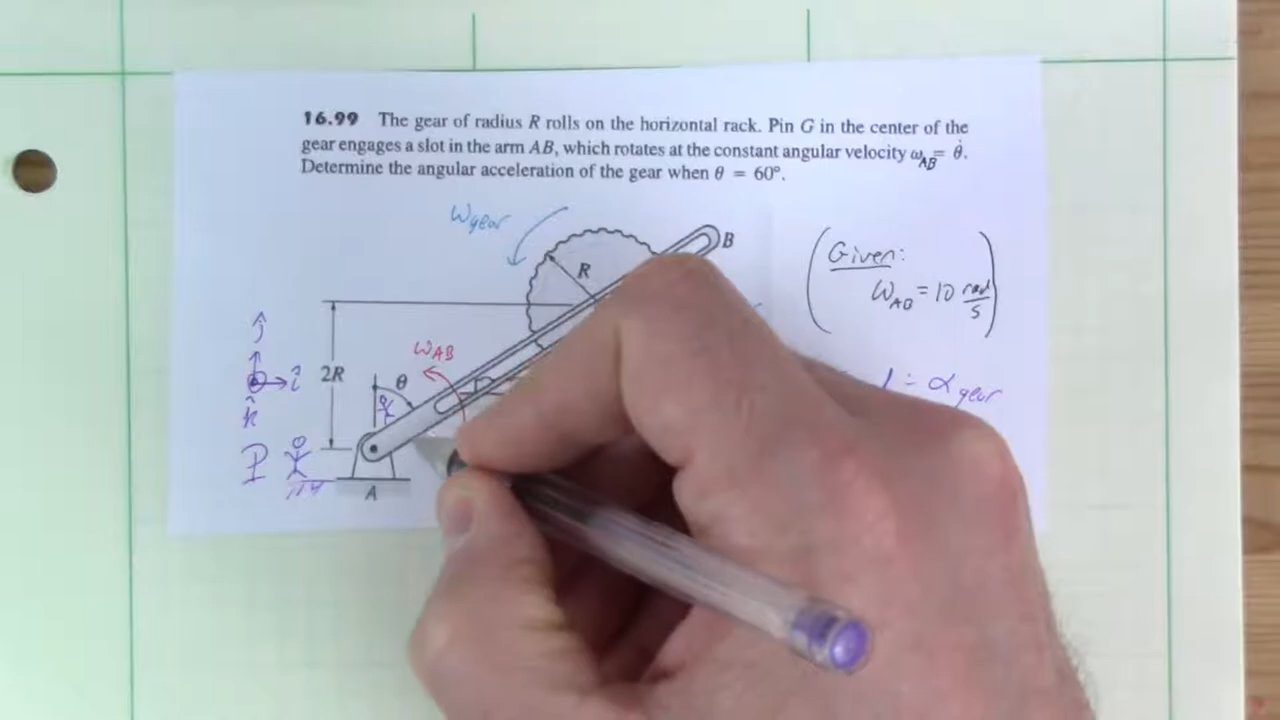 16.99 The gear of radius R rolls on the horizontal rack. Pin G in the center of the
gear engages a slot in the arm AB, which rotates at the constant angular velocity ω_AB = θ̇.
Determine the angular acceleration of the gear when θ = 60°.
ω_gear
B
R
Given:
ω_AB = 10 rad/s
ĵ
ω_AB
2R
θ
î
α_gear
k̂
A